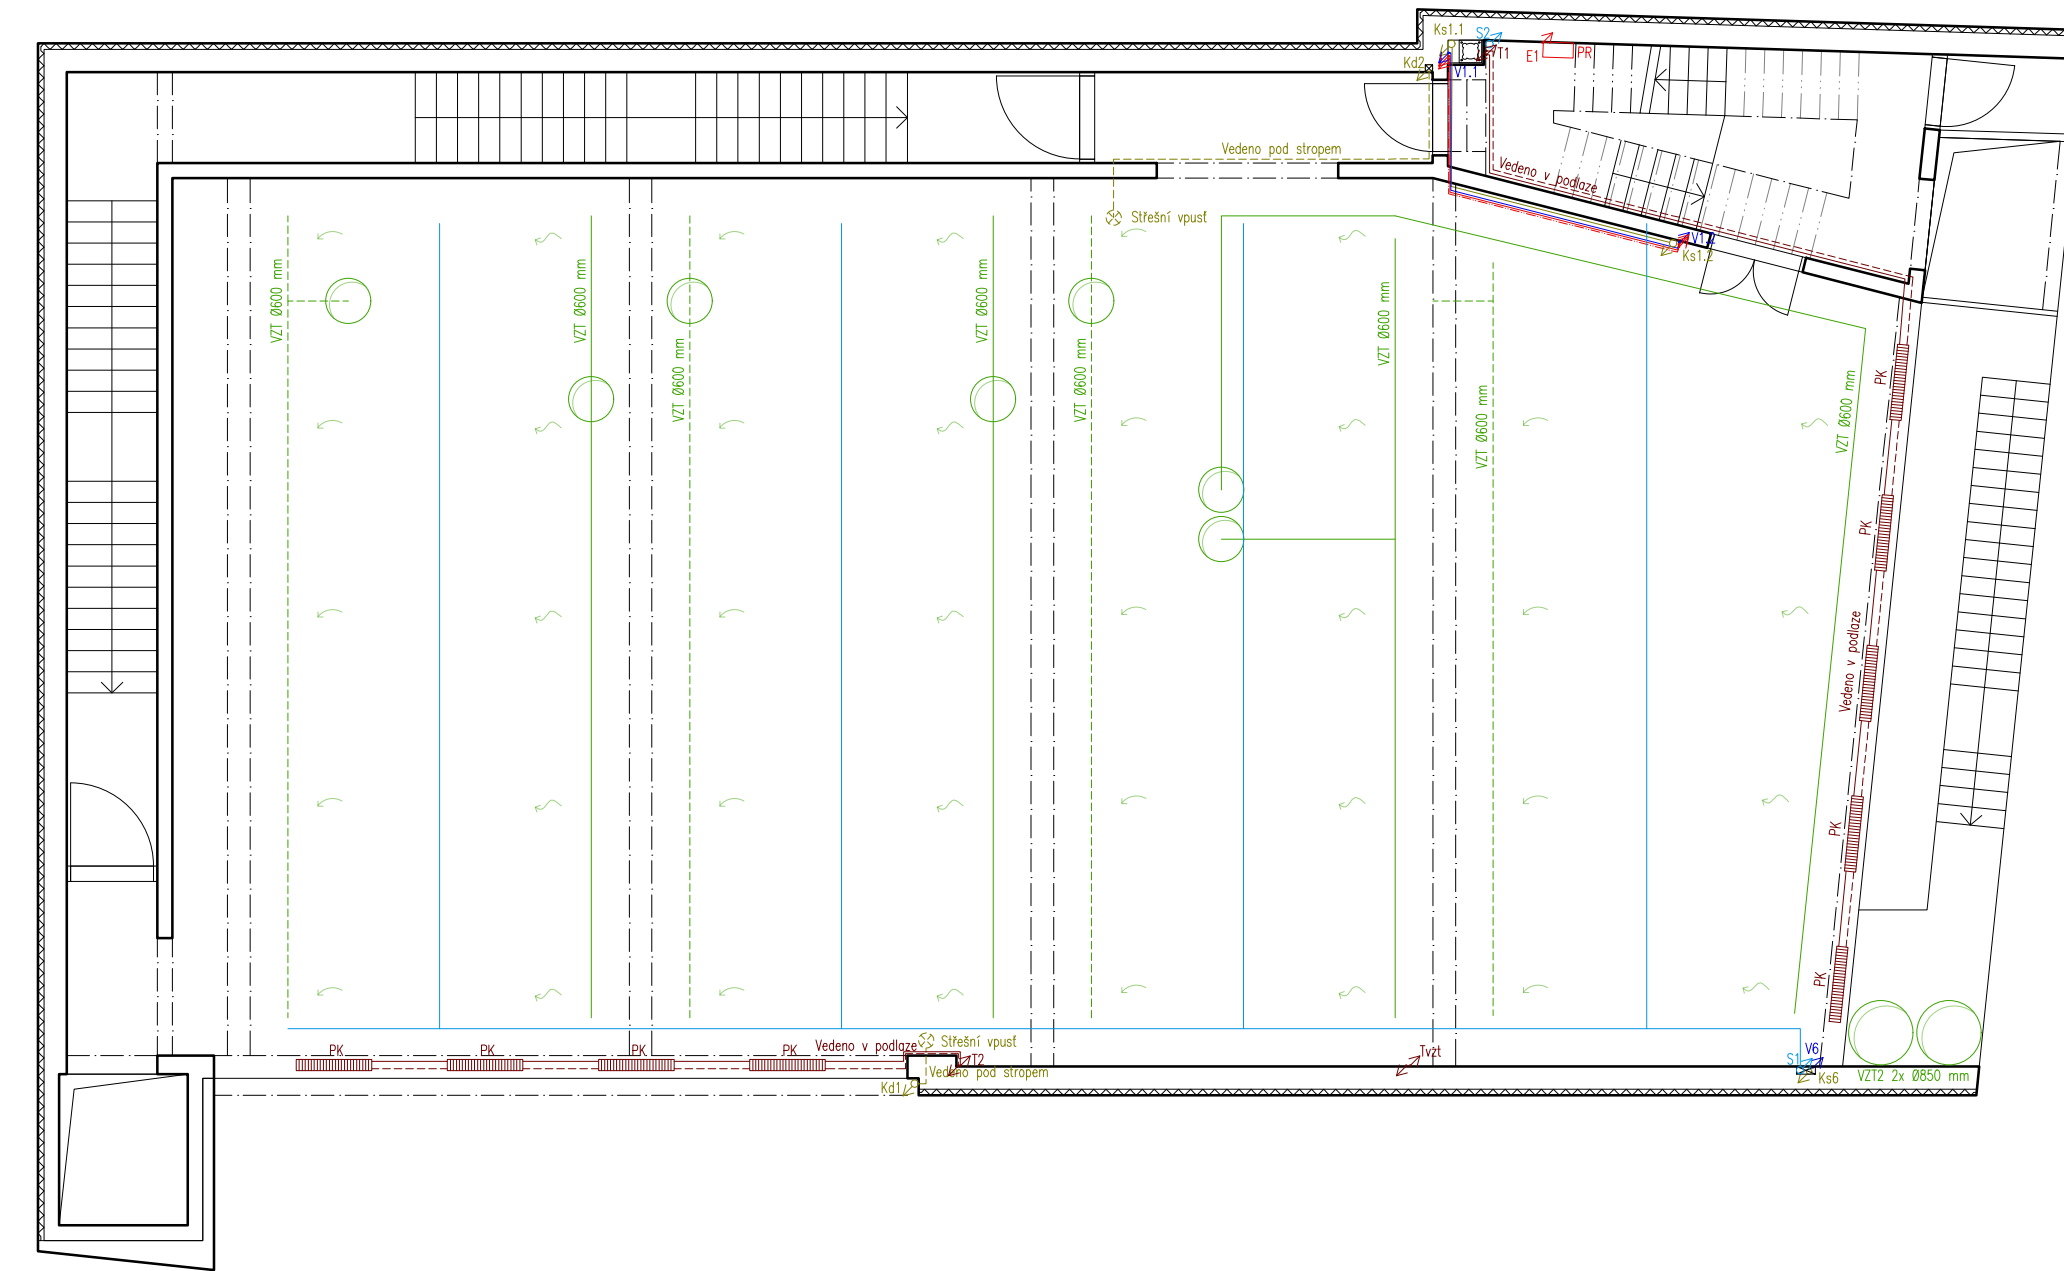 Ks1.1
S2
T1
E1
PR
Kd2
V1.1
Vedeno pod stropem
Vedeno v podlaze
Střešní vpusť
V1.2
Ks1.2
VZT Ø600 mm
VZT Ø600 mm
VZT Ø600 mm
VZT Ø600 mm
VZT Ø600 mm
VZT Ø600 mm
VZT Ø600 mm
VZT Ø600 mm
PK
PK
Vedeno v podlaze
PK
PK
PK
PK
PK
PK
Vedeno v podlaze
Střešní vpusť
T2
Vedeno pod stropem
Kd1
Tvzt
V6
S1
Ks6
VZT2 2x Ø850 mm